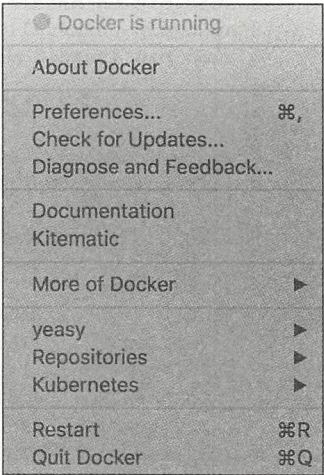 Docker is running
About Docker
Preferences... ⌘,
Check for Updates...
Diagnose and Feedback...
Documentation
Kitematic
More of Docker ▶
yeasy ▶
Repositories ▶
Kubernetes ▶
Restart ⌘R
Quit Docker ⌘Q